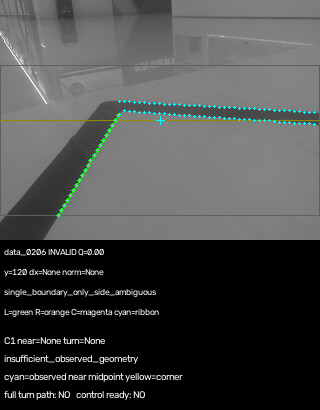 data_0206 INVALID Q=0.00
y=120 dx=None norm=None
single_boundary_only_side_ambiguous
L=green R=orange C=magenta cyan=ribbon
C1 near=None turn=None
insufficient_observed_geometry
cyan=observed near midpoint yellow=corner
full turn path: NO control ready: NO